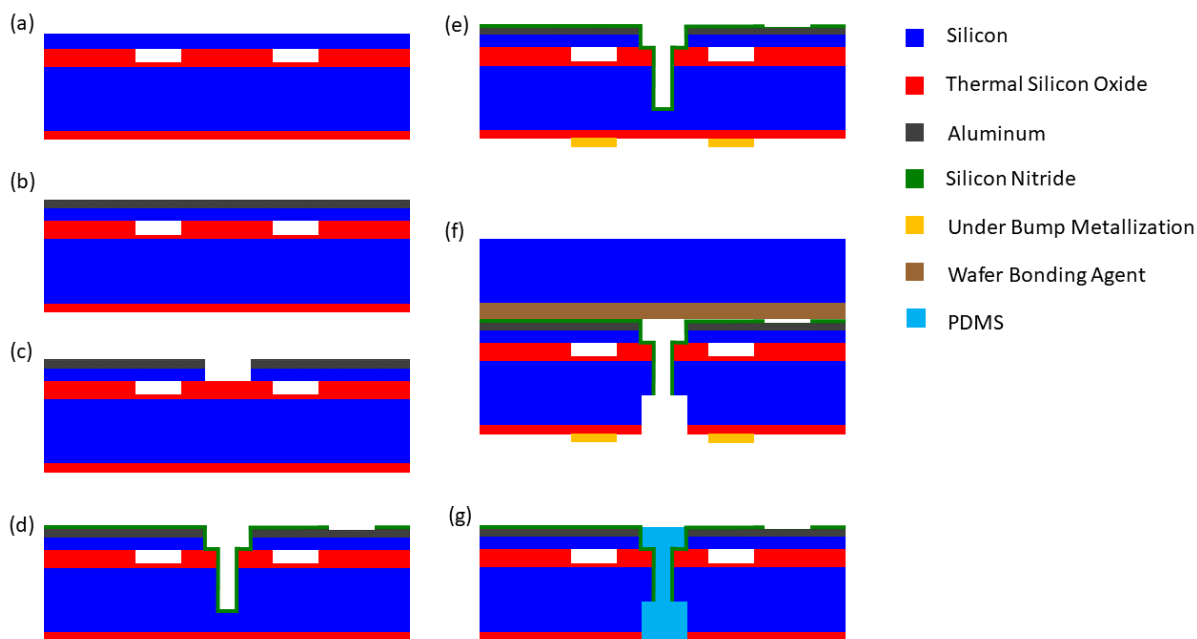 (a)
(b)
(c)
(d)
(e)
(f)
(g)
Silicon
Thermal Silicon Oxide
Aluminum
Silicon Nitride
Under Bump Metallization
Wafer Bonding Agent
PDMS